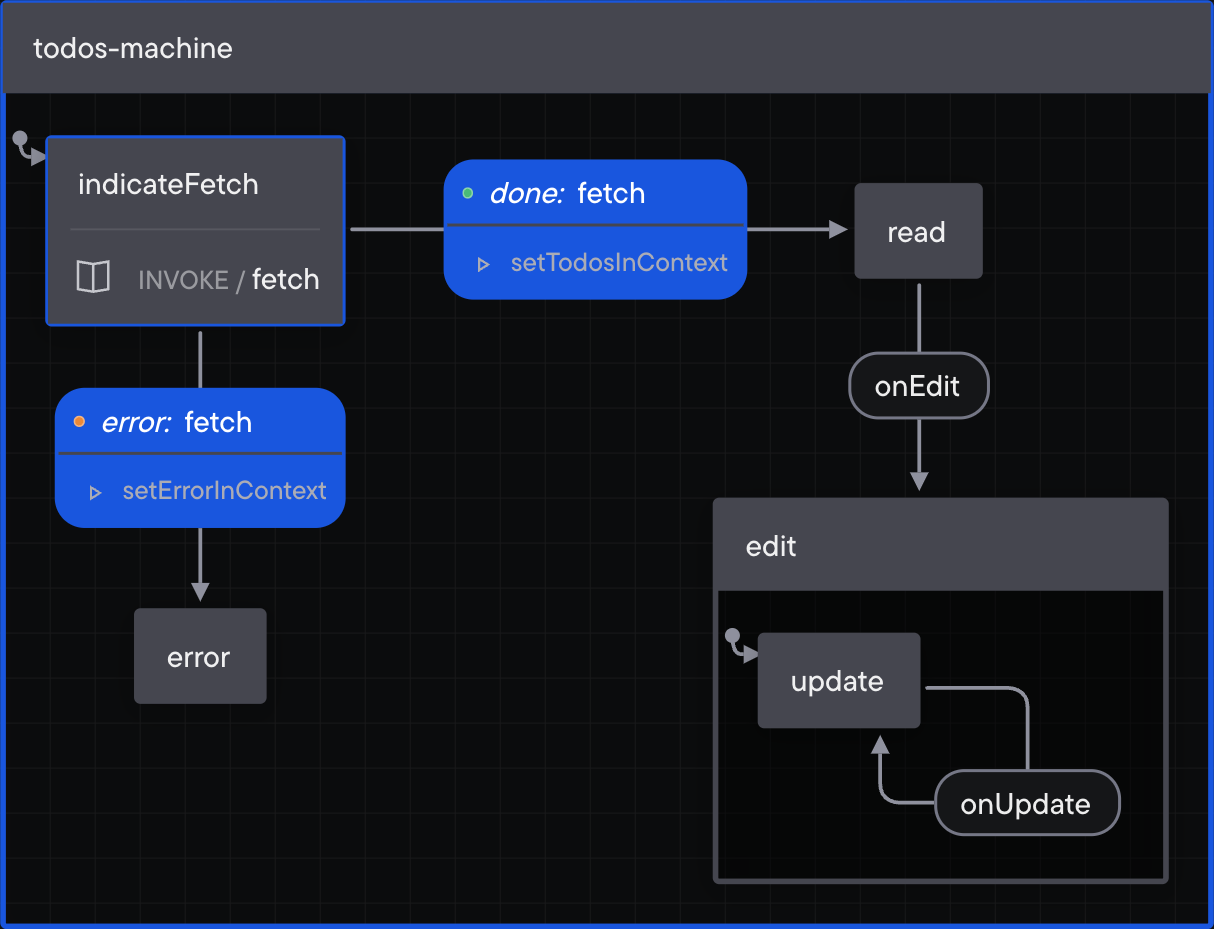 todos-machine
indicateFetch
INVOKE / fetch
done: fetch
setTodosInContext
read
onEdit
error: fetch
setErrorInContext
error
edit
update
onUpdate